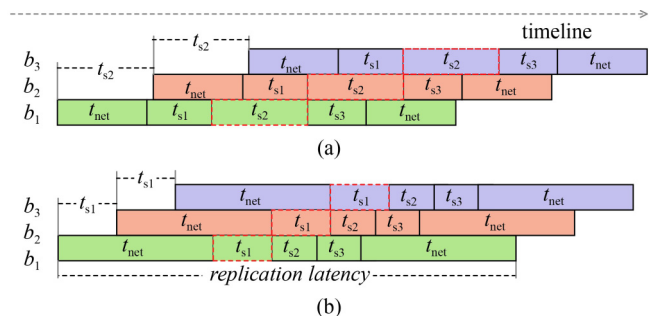 timeline
t_s2
b_3 t_net t_s1 t_s2 t_s3 t_net
t_s2
b_2 t_net t_s1 t_s2 t_s3 t_net
b_1 t_net t_s1 t_s2 t_s3 t_net
(a)
t_s1
b_3 t_net t_s1 t_s2 t_s3 t_net
t_s1
b_2 t_net t_s1 t_s2 t_s3 t_net
b_1 t_net t_s1 t_s2 t_s3 t_net
replication latency
(b)